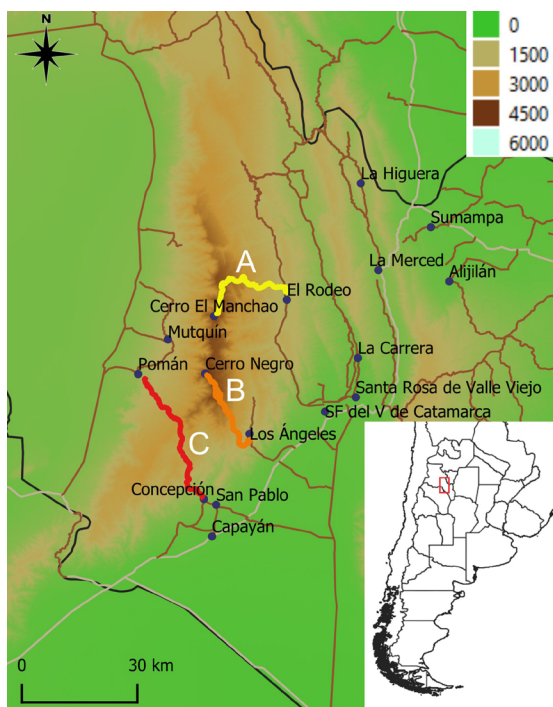 N
0
1500
3000
4500
6000
La Higuera
Sumampa
A
La Merced
Alijilán
El Rodeo
Cerro El Manchao
Mutquín
La Carrera
Pomán
Cerro Negro
B
Santa Rosa de Valle Viejo
SF del V de Catamarca
C
Los Ángeles
Concepción
San Pablo
Capayán
0
30 km